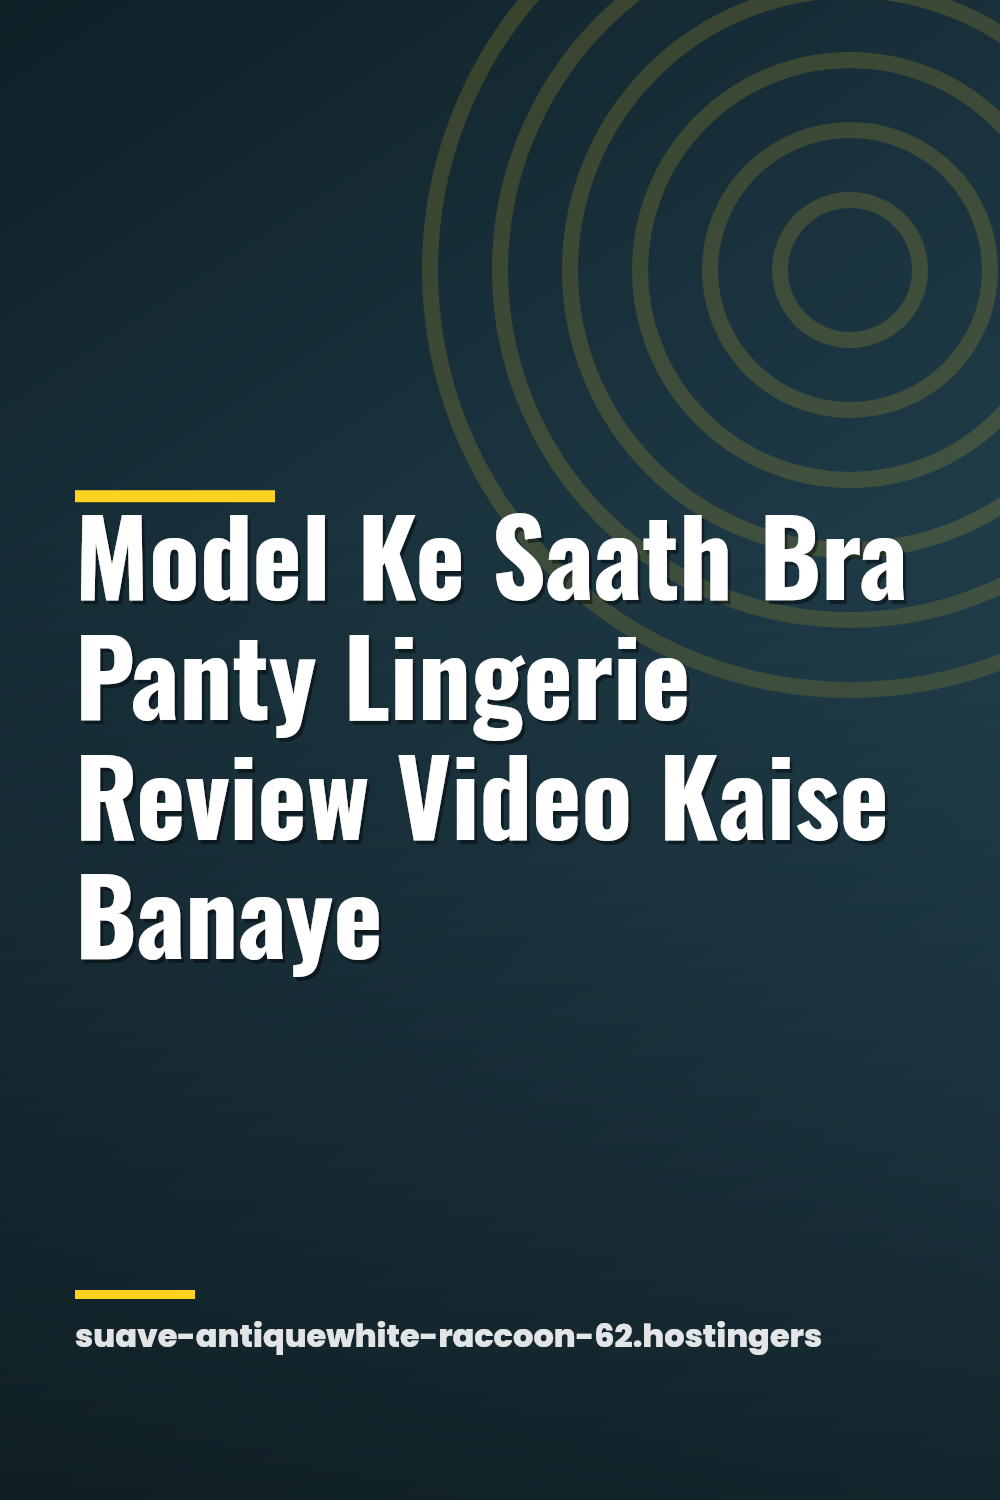 Model Ke Saath Bra
Panty Lingerie
Review Video Kaise
Banaye
suave-antiquewhite-raccoon-62.hostingers